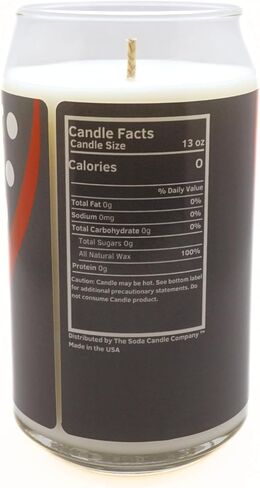 Candle Facts
Candle Size 13 oz
Calories 0
% Daily Value
Total Fat 0g 0%
Sodium 0mg 0%
Total Carbohydrate 0g 0%
Total Sugars 0g
All Natural Wax 100%
Protein 0g
Caution: Candle may be hot. See bottom label
for additional precautionary statements. Do
not consume Candle product.
Distributed by The Soda Candle Company™
Made in the USA